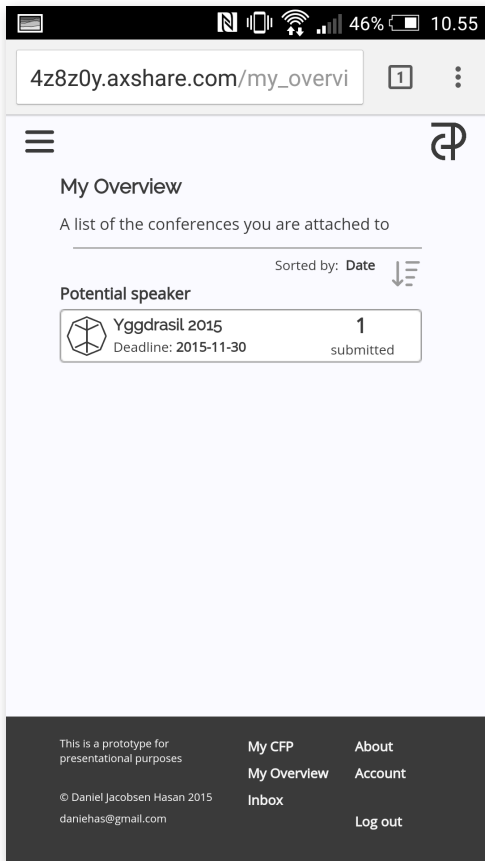 46% 10.55
4z8z0y.axshare.com/my_overvi
1
My Overview
A list of the conferences you are attached to
Sorted by: Date
Potential speaker
Yggdrasil 2015
Deadline: 2015-11-30
1
submitted
This is a prototype for
presentational purposes
© Daniel Jacobsen Hasan 2015
daniehas@gmail.com
My CFP
My Overview
Inbox
About
Account
Log out